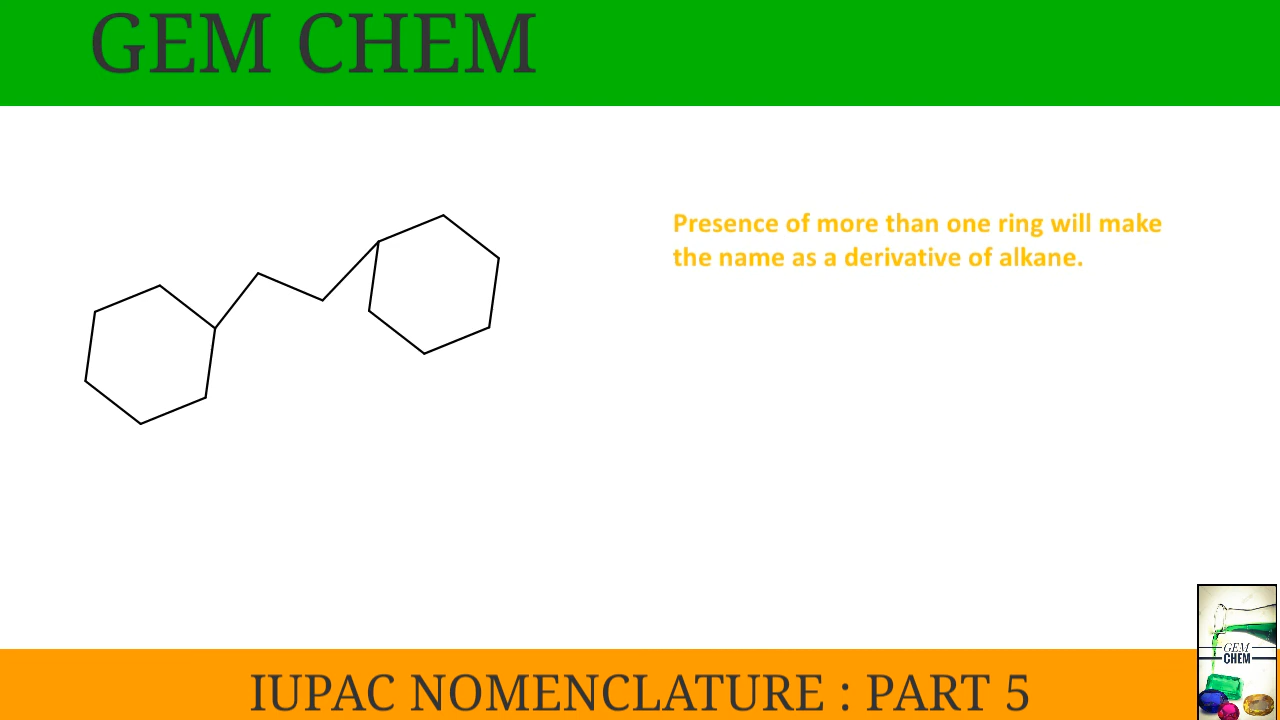 GEM CHEM
Presence of more than one ring will make
the name as a derivative of alkane.
GEM
CHEM
IUPAC NOMENCLATURE : PART 5